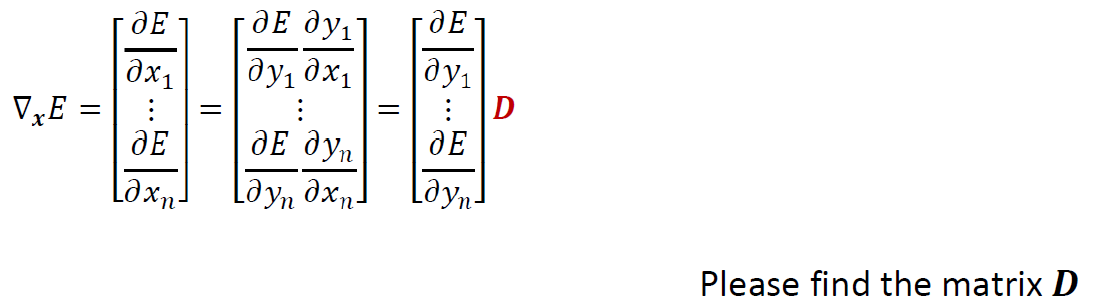 ∇ₓE = [∂E/∂x₁ ⋮ ∂E/∂xₙ] = [∂E/∂y₁ ∂y₁/∂x₁ ⋮ ∂E/∂yₙ ∂yₙ/∂xₙ] = [∂E/∂y₁ ⋮ ∂E/∂yₙ] D
Please find the matrix D